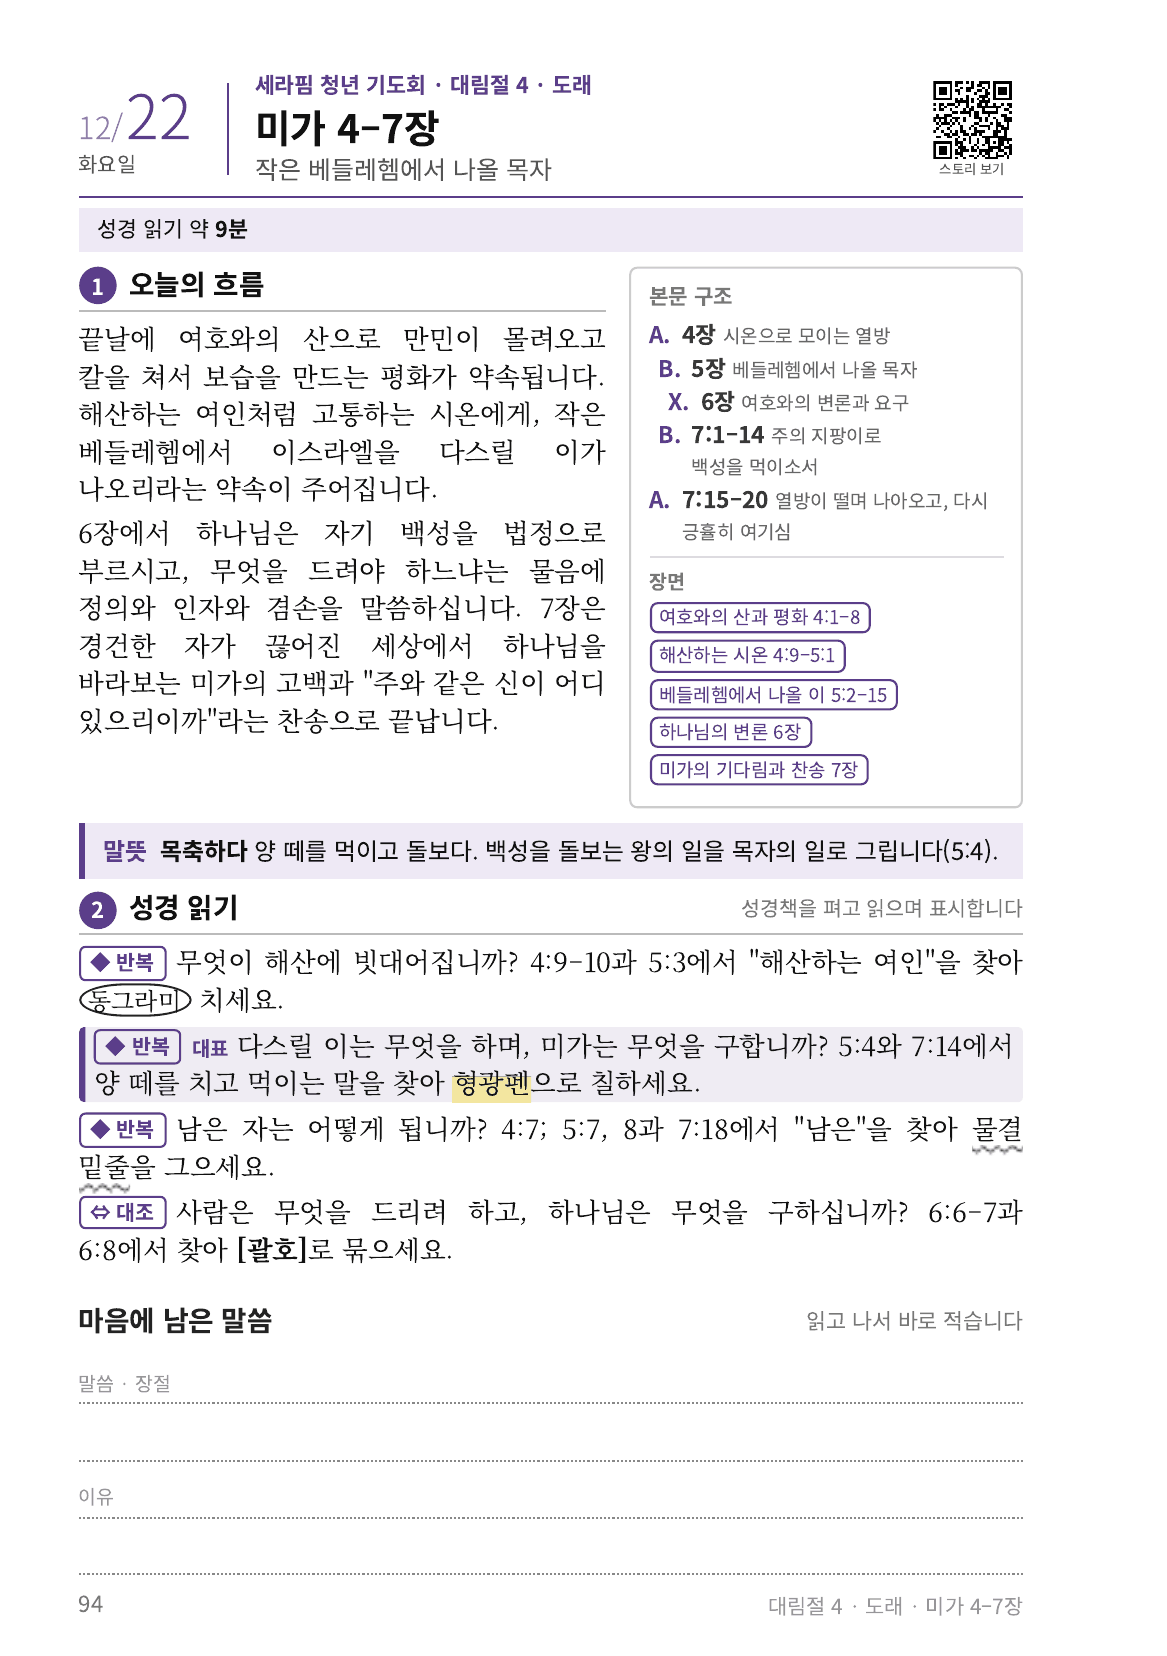 12/22
화요일
세라핌 청년 기도회 · 대림절 4 · 도래
미가 4–7장
작은 베들레헴에서 나올 목자
스토리 보기
성경 읽기 약 9분
1 오늘의 흐름
끝날에 여호와의 산으로 만민이 몰려오고
칼을 쳐서 보습을 만드는 평화가 약속됩니다.
해산하는 여인처럼 고통하는 시온에게, 작은
베들레헴에서 이스라엘을 다스릴 이가
나오리라는 약속이 주어집니다.
6장에서 하나님은 자기 백성을 법정으로
부르시고, 무엇을 드려야 하느냐는 물음에
정의와 인자와 겸손을 말씀하십니다. 7장은
경건한 자가 끊어진 세상에서 하나님을
바라보는 미가의 고백과 "주와 같은 신이 어디
있으리이까"라는 찬송으로 끝납니다.
본문 구조
A. 4장 시온으로 모이는 열방
B. 5장 베들레헴에서 나올 목자
X. 6장 여호와의 변론과 요구
B. 7:1–14 주의 지팡이로
백성을 먹이소서
A. 7:15–20 열방이 떨며 나아오고, 다시
긍휼히 여기심
장면
여호와의 산과 평화 4:1–8
해산하는 시온 4:9–5:1
베들레헴에서 나올 이 5:2–15
하나님의 변론 6장
미가의 기다림과 찬송 7장
말뜻 목축하다 양 떼를 먹이고 돌보다. 백성을 돌보는 왕의 일을 목자의 일로 그립니다(5:4).
2 성경 읽기
성경책을 펴고 읽으며 표시합니다
◆ 반복 무엇이 해산에 빗대어집니까? 4:9–10과 5:3에서 "해산하는 여인"을 찾아
동그라미 치세요.
◆ 반복 대표 다스릴 이는 무엇을 하며, 미가는 무엇을 구합니까? 5:4와 7:14에서
양 떼를 치고 먹이는 말을 찾아 형광펜으로 칠하세요.
◆ 반복 남은 자는 어떻게 됩니까? 4:7; 5:7, 8과 7:18에서 "남은"을 찾아 물결
밑줄을 그으세요.
⇔ 대조 사람은 무엇을 드리려 하고, 하나님은 무엇을 구하십니까? 6:6–7과
6:8에서 찾아 [괄호]로 묶으세요.
마음에 남은 말씀
읽고 나서 바로 적습니다
말씀 · 장절
이유
94
대림절 4 · 도래 · 미가 4–7장